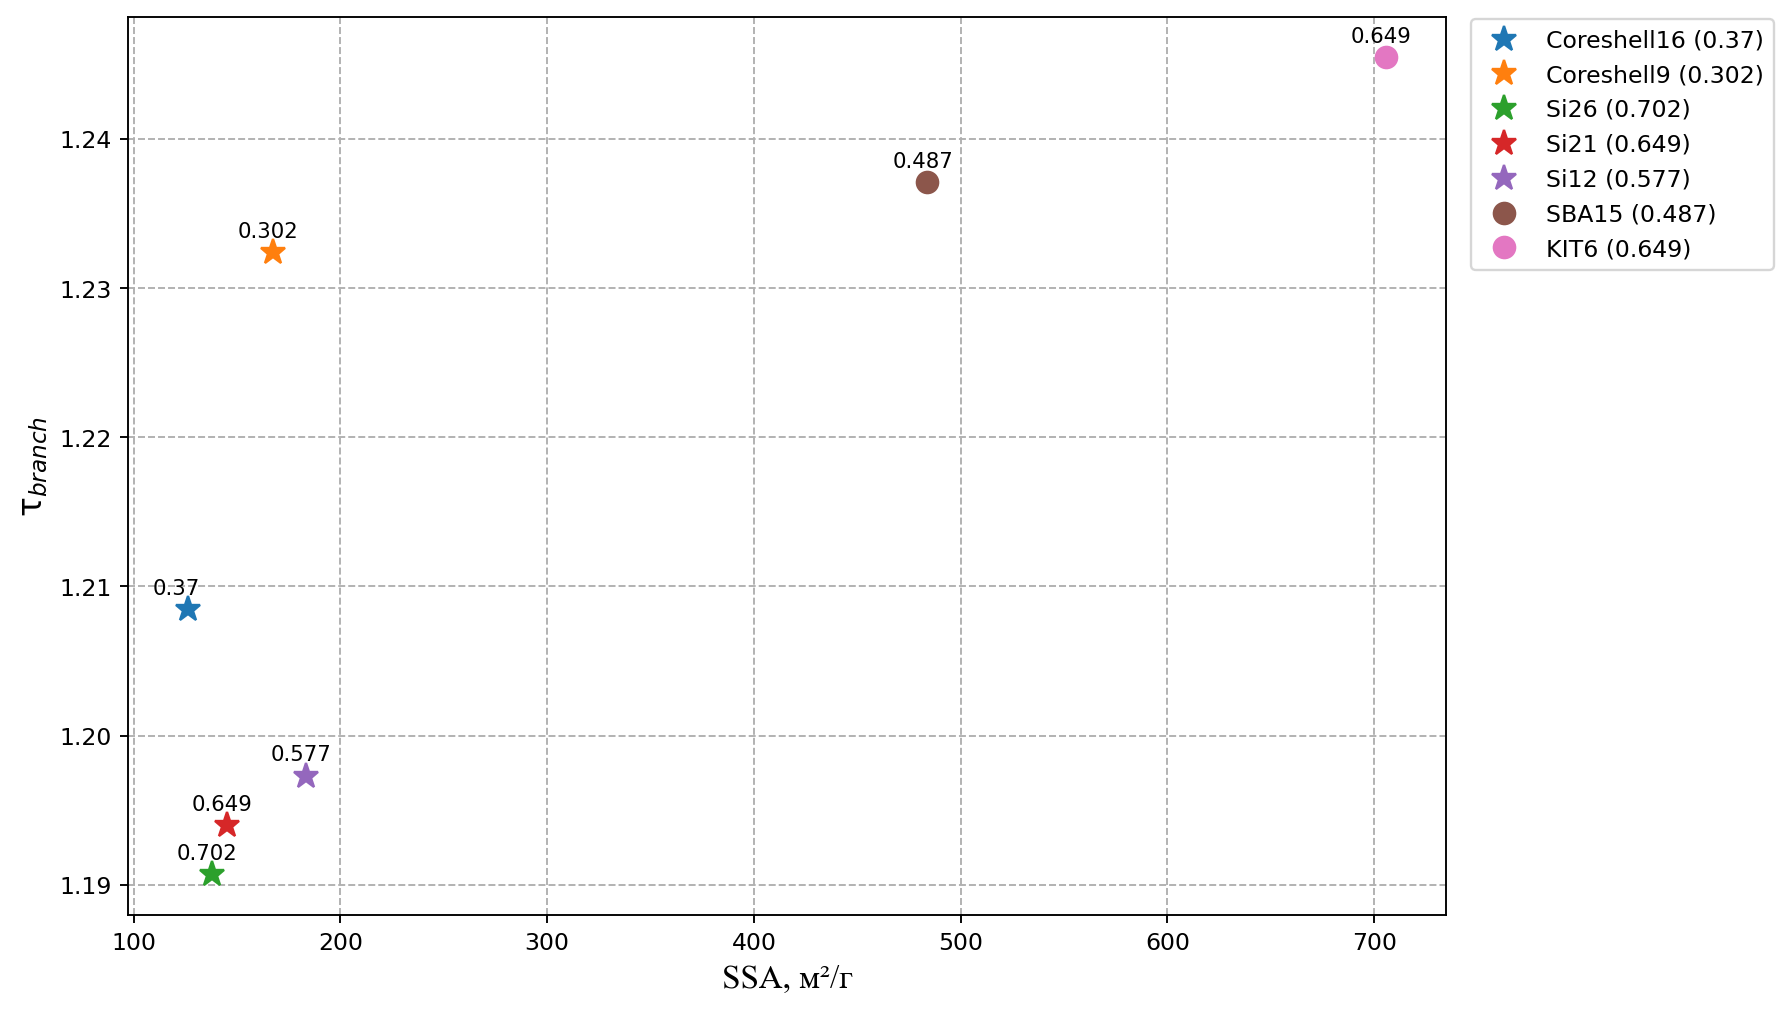 0.649
0.487
0.302
0.37
0.577
0.649
0.702
1.24
1.23
1.22
1.21
1.20
1.19
τbranch
100 200 300 400 500 600 700
SSA, м²/г
Coreshell16 (0.37)
Coreshell9 (0.302)
Si26 (0.702)
Si21 (0.649)
Si12 (0.577)
SBA15 (0.487)
KIT6 (0.649)